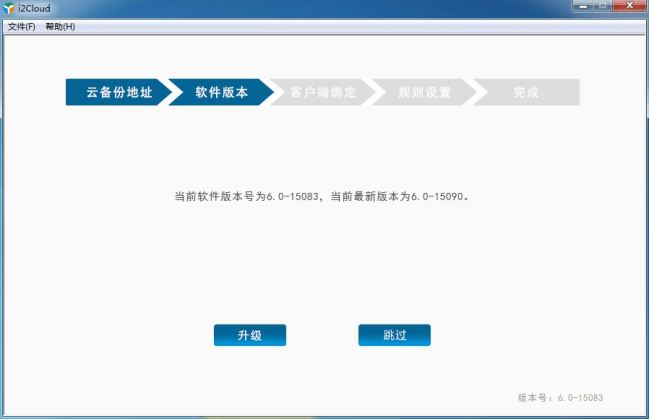 i2Cloud
文件(F) 帮助(H)
云备份地址 软件版本 客户端绑定 规则设置 完成
当前软件版本号为6.0-15083，当前最新版本为6.0-15090。
升级 跳过
版本号：6.0-15083